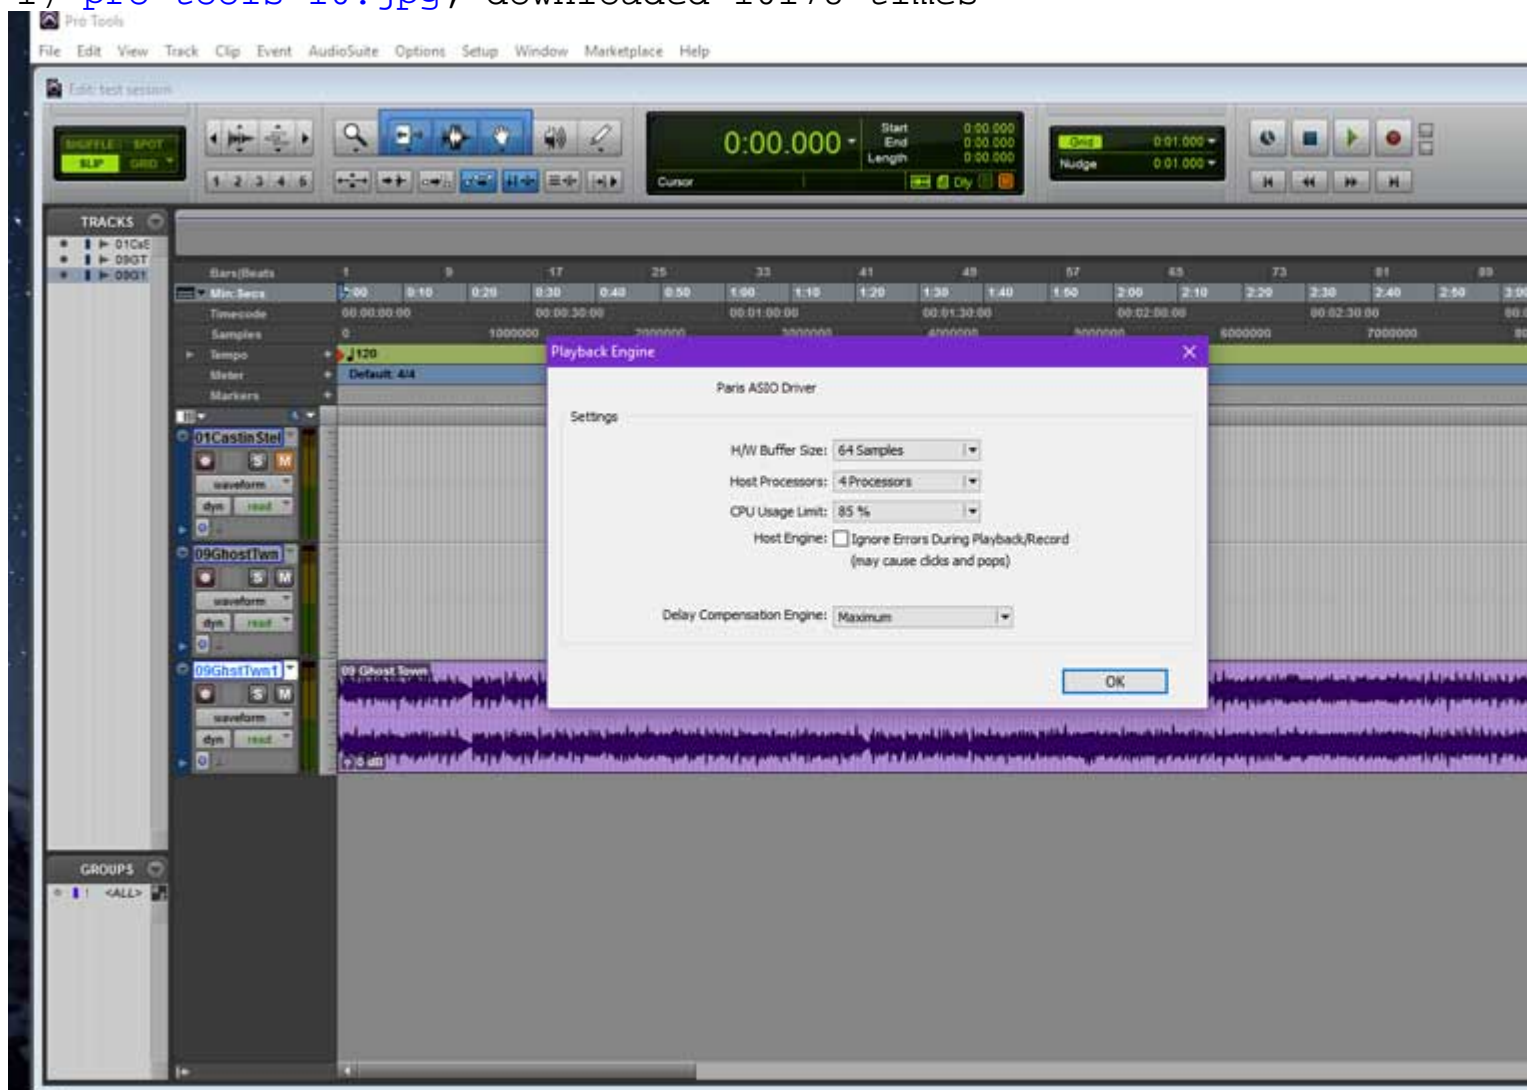 Pro Tools
File Edit View Track Clip Event AudioSuite Options Setup Window Marketplace Help
Edit: test session
SHUFFLE SPOT
SLIP GRID
1 2 3 4 5
0:00.000
Start 0:00.000
End 0:00.000
Length 0:00.000
Cursor
Dly
Grid 0:01.000
Nudge 0:01.000
TRACKS
01CaS
09GT
09GT
Bars|Beats 1 9 17 25 33 41 49 57 65 73 81 89
Min:Secs 0:00 0:10 0:20 0:30 0:40 0:50 1:00 1:10 1:20 1:30 1:40 1:50 2:00 2:10 2:20 2:30 2:40 2:50 3:00
Timecode 00:00:00:00 00:00:30:00 00:01:00:00 00:01:30:00 00:02:00:00 00:02:30:00
Samples 0 1000000 2000000 3000000 4000000 5000000 6000000 7000000
Tempo 120
Meter Default: 4/4
Markers
Playback Engine
Paris ASIO Driver
Settings
H/W Buffer Size: 64 Samples
Host Processors: 4 Processors
CPU Usage Limit: 85 %
Host Engine: Ignore Errors During Playback/Record
(may cause clicks and pops)
Delay Compensation Engine: Maximum
OK
01CastinStel
S M
waveform
dyn read
09GhostTwn
S M
waveform
dyn read
09GhstTwn1
S M
waveform
dyn read
09 Ghost Town
0 dB
GROUPS
! <ALL>